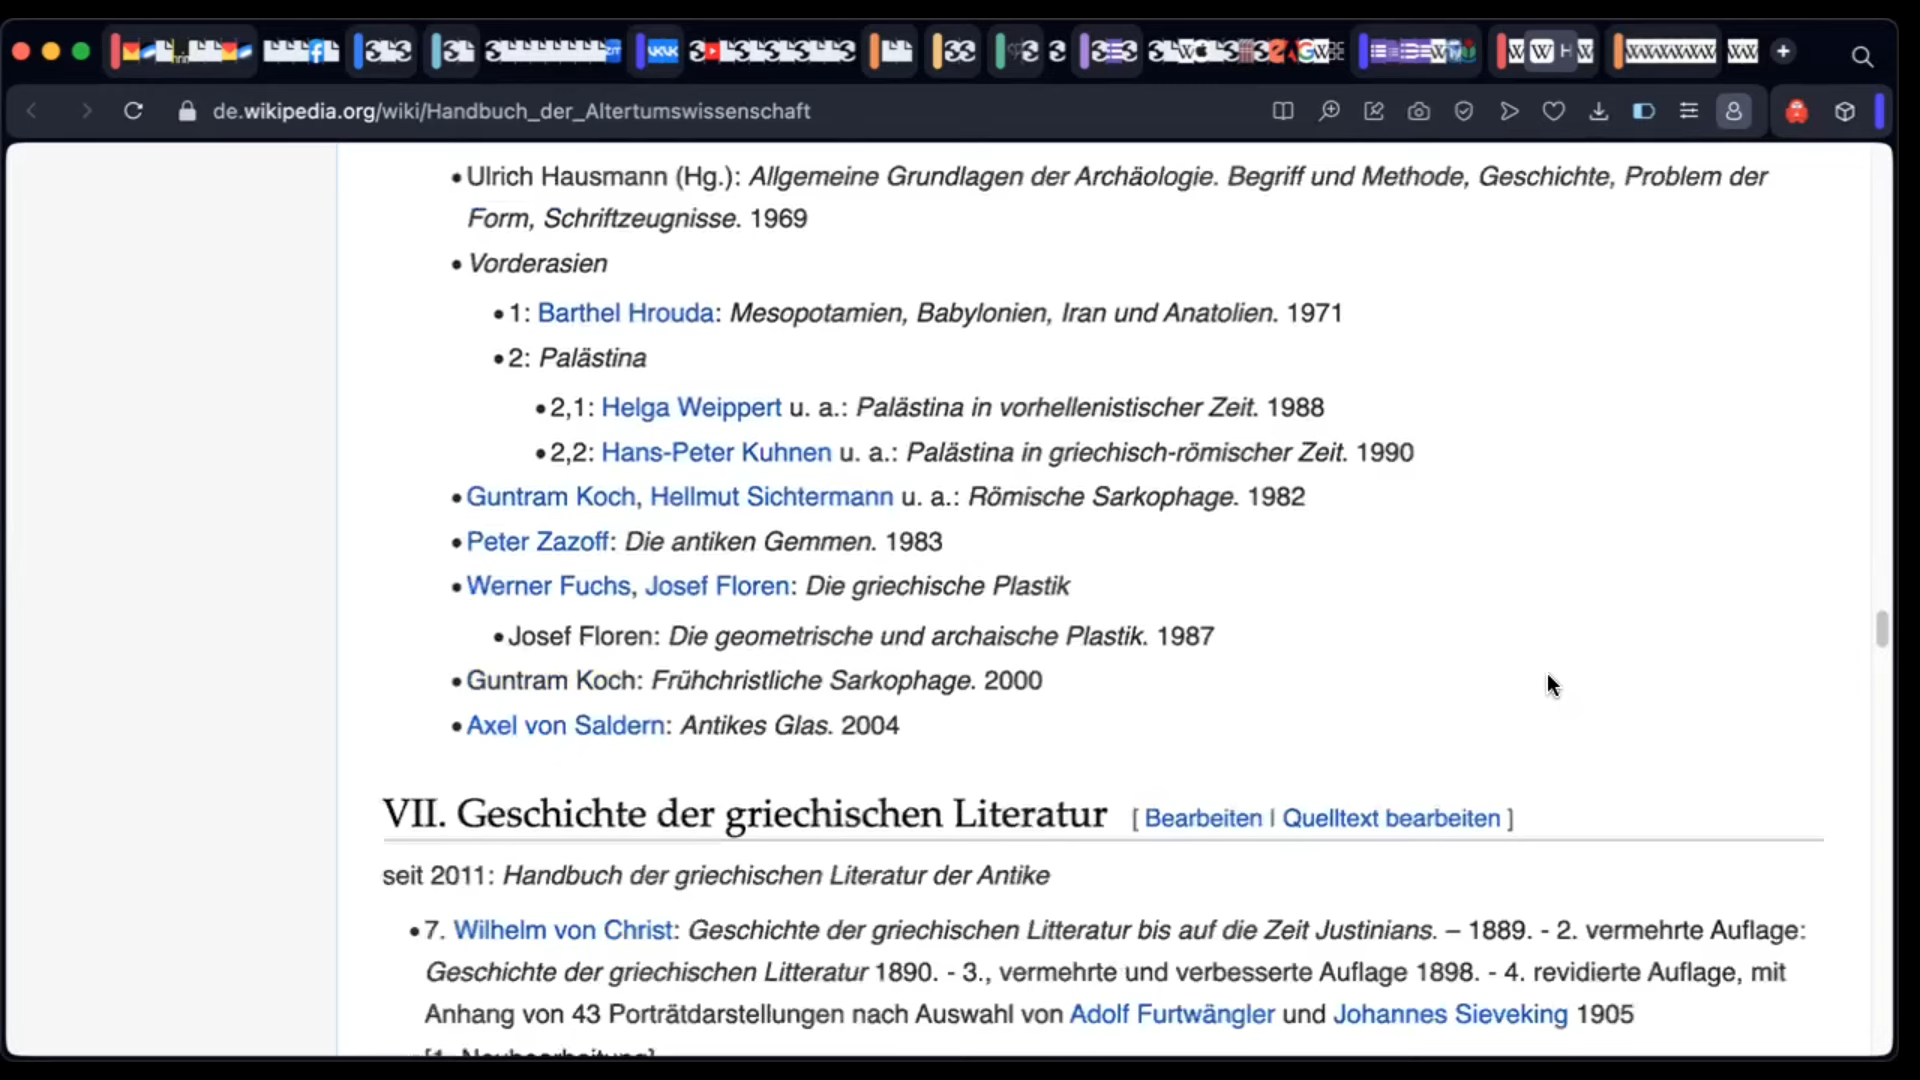 de.wikipedia.org/wiki/Handbuch_der_Altertumswissenschaft
• Ulrich Hausmann (Hg.): Allgemeine Grundlagen der Archäologie. Begriff und Methode, Geschichte, Problem der
Form, Schriftzeugnisse. 1969
• Vorderasien
• 1: Barthel Hrouda: Mesopotamien, Babylonien, Iran und Anatolien. 1971
• 2: Palästina
• 2,1: Helga Weippert u. a.: Palästina in vorhellenistischer Zeit. 1988
• 2,2: Hans-Peter Kuhnen u. a.: Palästina in griechisch-römischer Zeit. 1990
• Guntram Koch, Hellmut Sichtermann u. a.: Römische Sarkophage. 1982
• Peter Zazoff: Die antiken Gemmen. 1983
• Werner Fuchs, Josef Floren: Die griechische Plastik
• Josef Floren: Die geometrische und archaische Plastik. 1987
• Guntram Koch: Frühchristliche Sarkophage. 2000
• Axel von Saldern: Antikes Glas. 2004
VII. Geschichte der griechischen Literatur [ Bearbeiten | Quelltext bearbeiten ]
seit 2011: Handbuch der griechischen Literatur der Antike
• 7. Wilhelm von Christ: Geschichte der griechischen Litteratur bis auf die Zeit Justinians. – 1889. - 2. vermehrte Auflage:
Geschichte der griechischen Litteratur 1890. - 3., vermehrte und verbesserte Auflage 1898. - 4. revidierte Auflage, mit
Anhang von 43 Porträtdarstellungen nach Auswahl von Adolf Furtwängler und Johannes Sieveking 1905